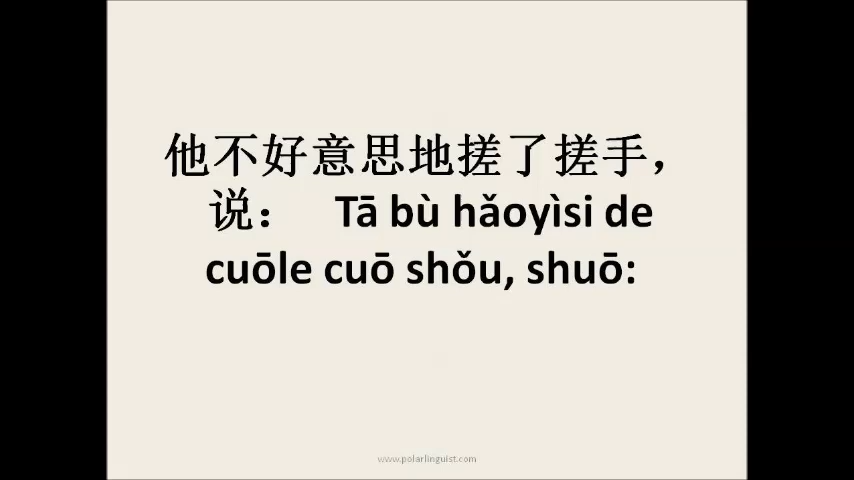 他不好意思地搓了搓手，
说： Tā bù hǎoyìsi de
cuōle cuō shǒu, shuō:
www.polarlinguist.com